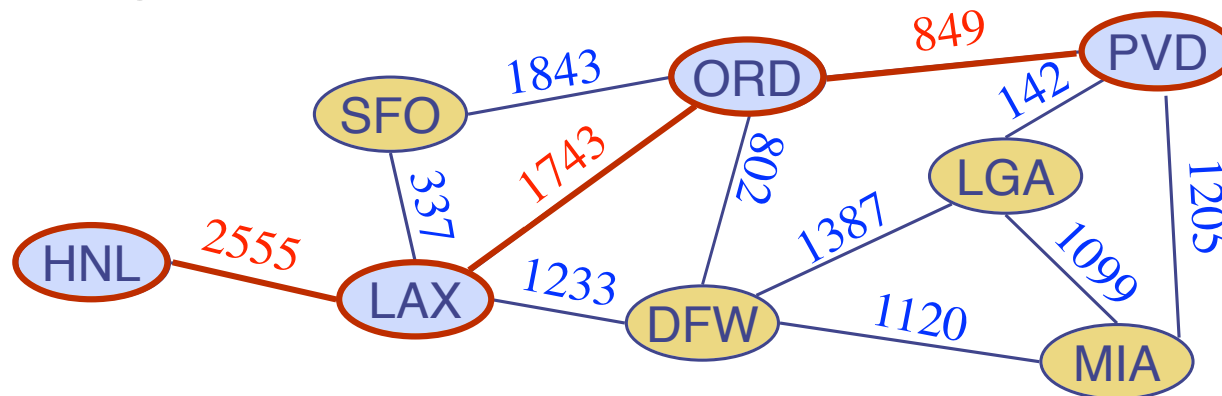 849
PVD
1843
ORD
142
SFO
1743
802
LGA
337
1387
1205
2555
HNL
1099
LAX
1233
DFW
1120
MIA